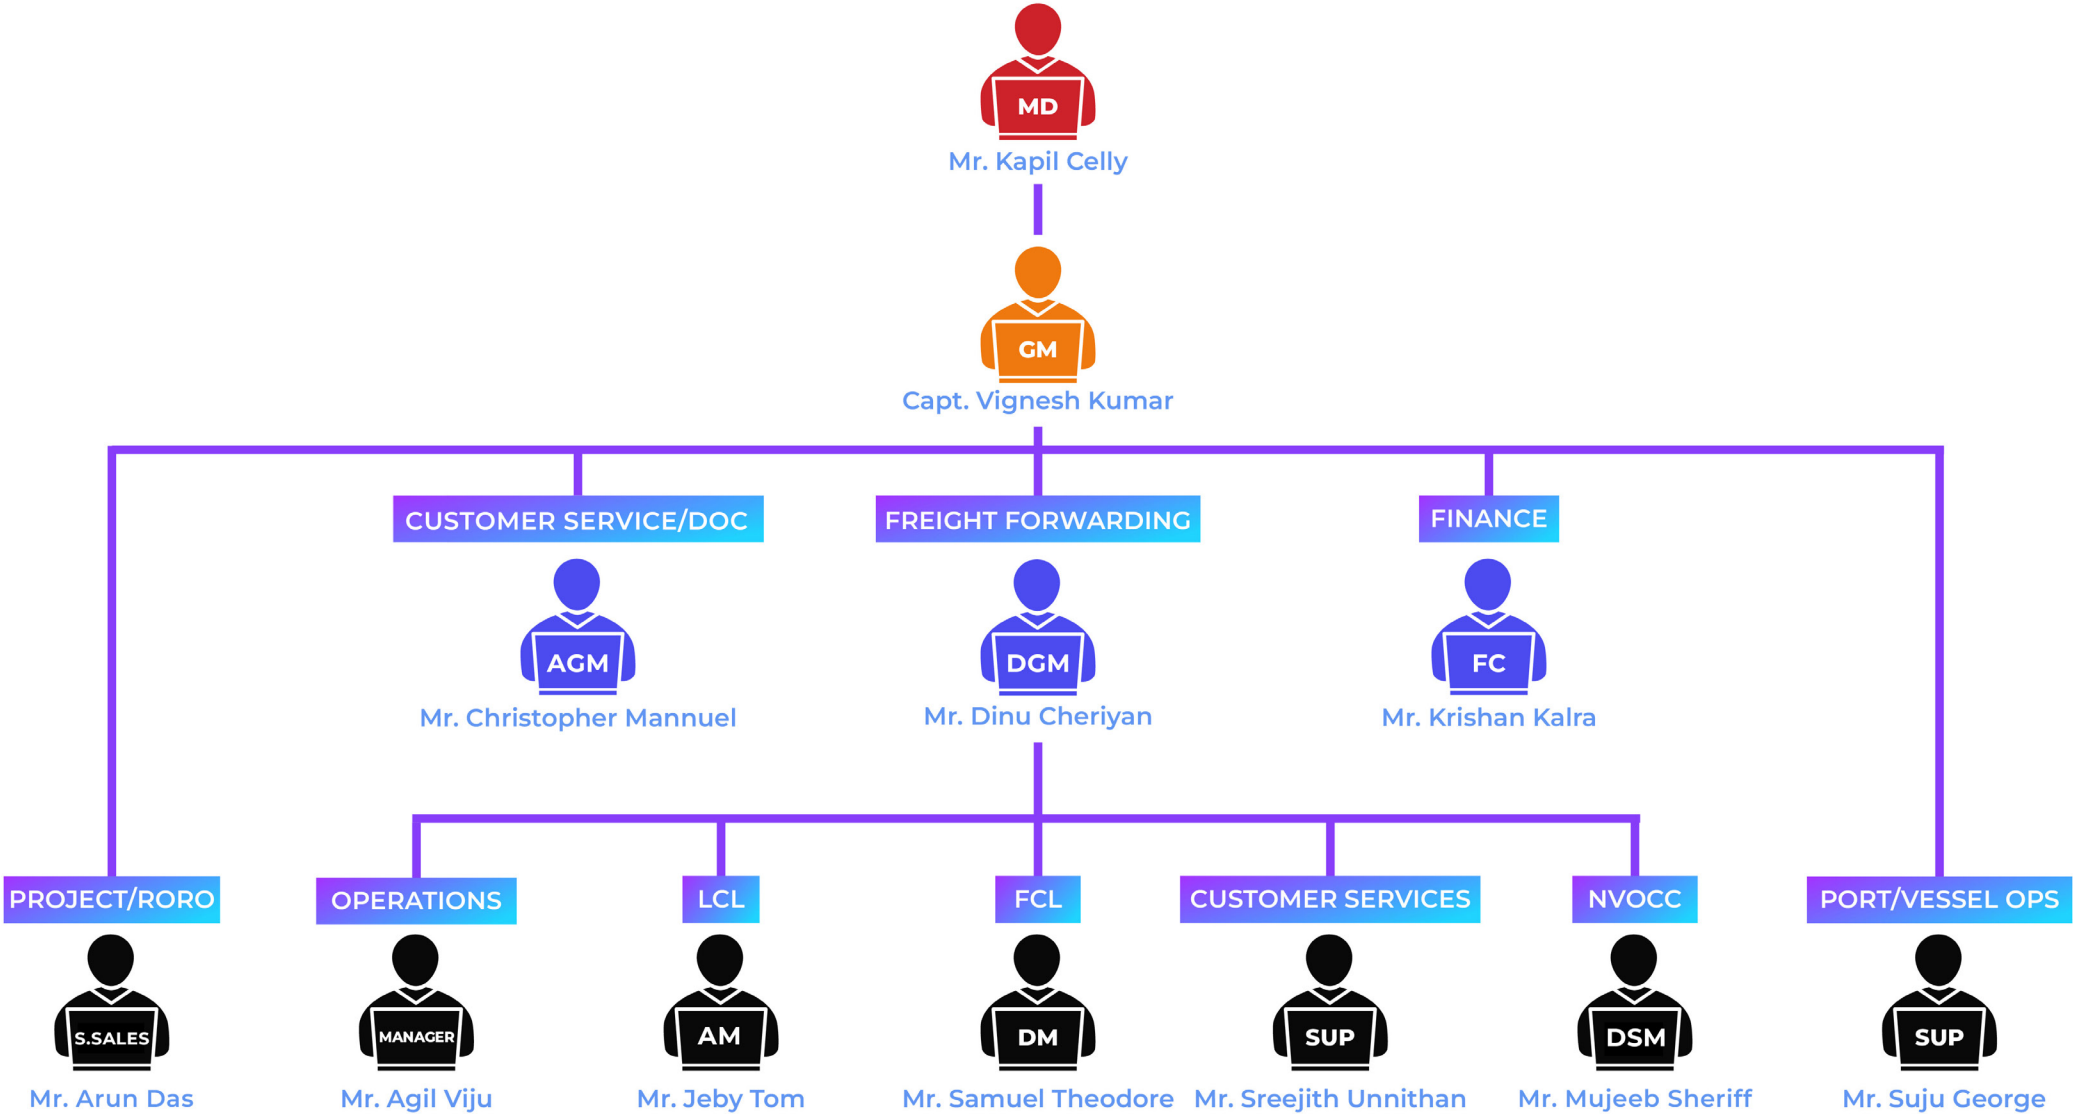 MD
Mr. Kapil Celly
GM
Capt. Vignesh Kumar
CUSTOMER SERVICE/DOC
FREIGHT FORWARDING
FINANCE
AGM
DGM
FC
Mr. Christopher Mannuel
Mr. Dinu Cheriyan
Mr. Krishan Kalra
PROJECT/RORO
OPERATIONS
LCL
FCL
CUSTOMER SERVICES
NVOCC
PORT/VESSEL OPS
S.SALES
MANAGER
AM
DM
SUP
DSM
SUP
Mr. Arun Das
Mr. Agil Viju
Mr. Jeby Tom
Mr. Samuel Theodore
Mr. Sreejith Unnithan
Mr. Mujeeb Sheriff
Mr. Suju George